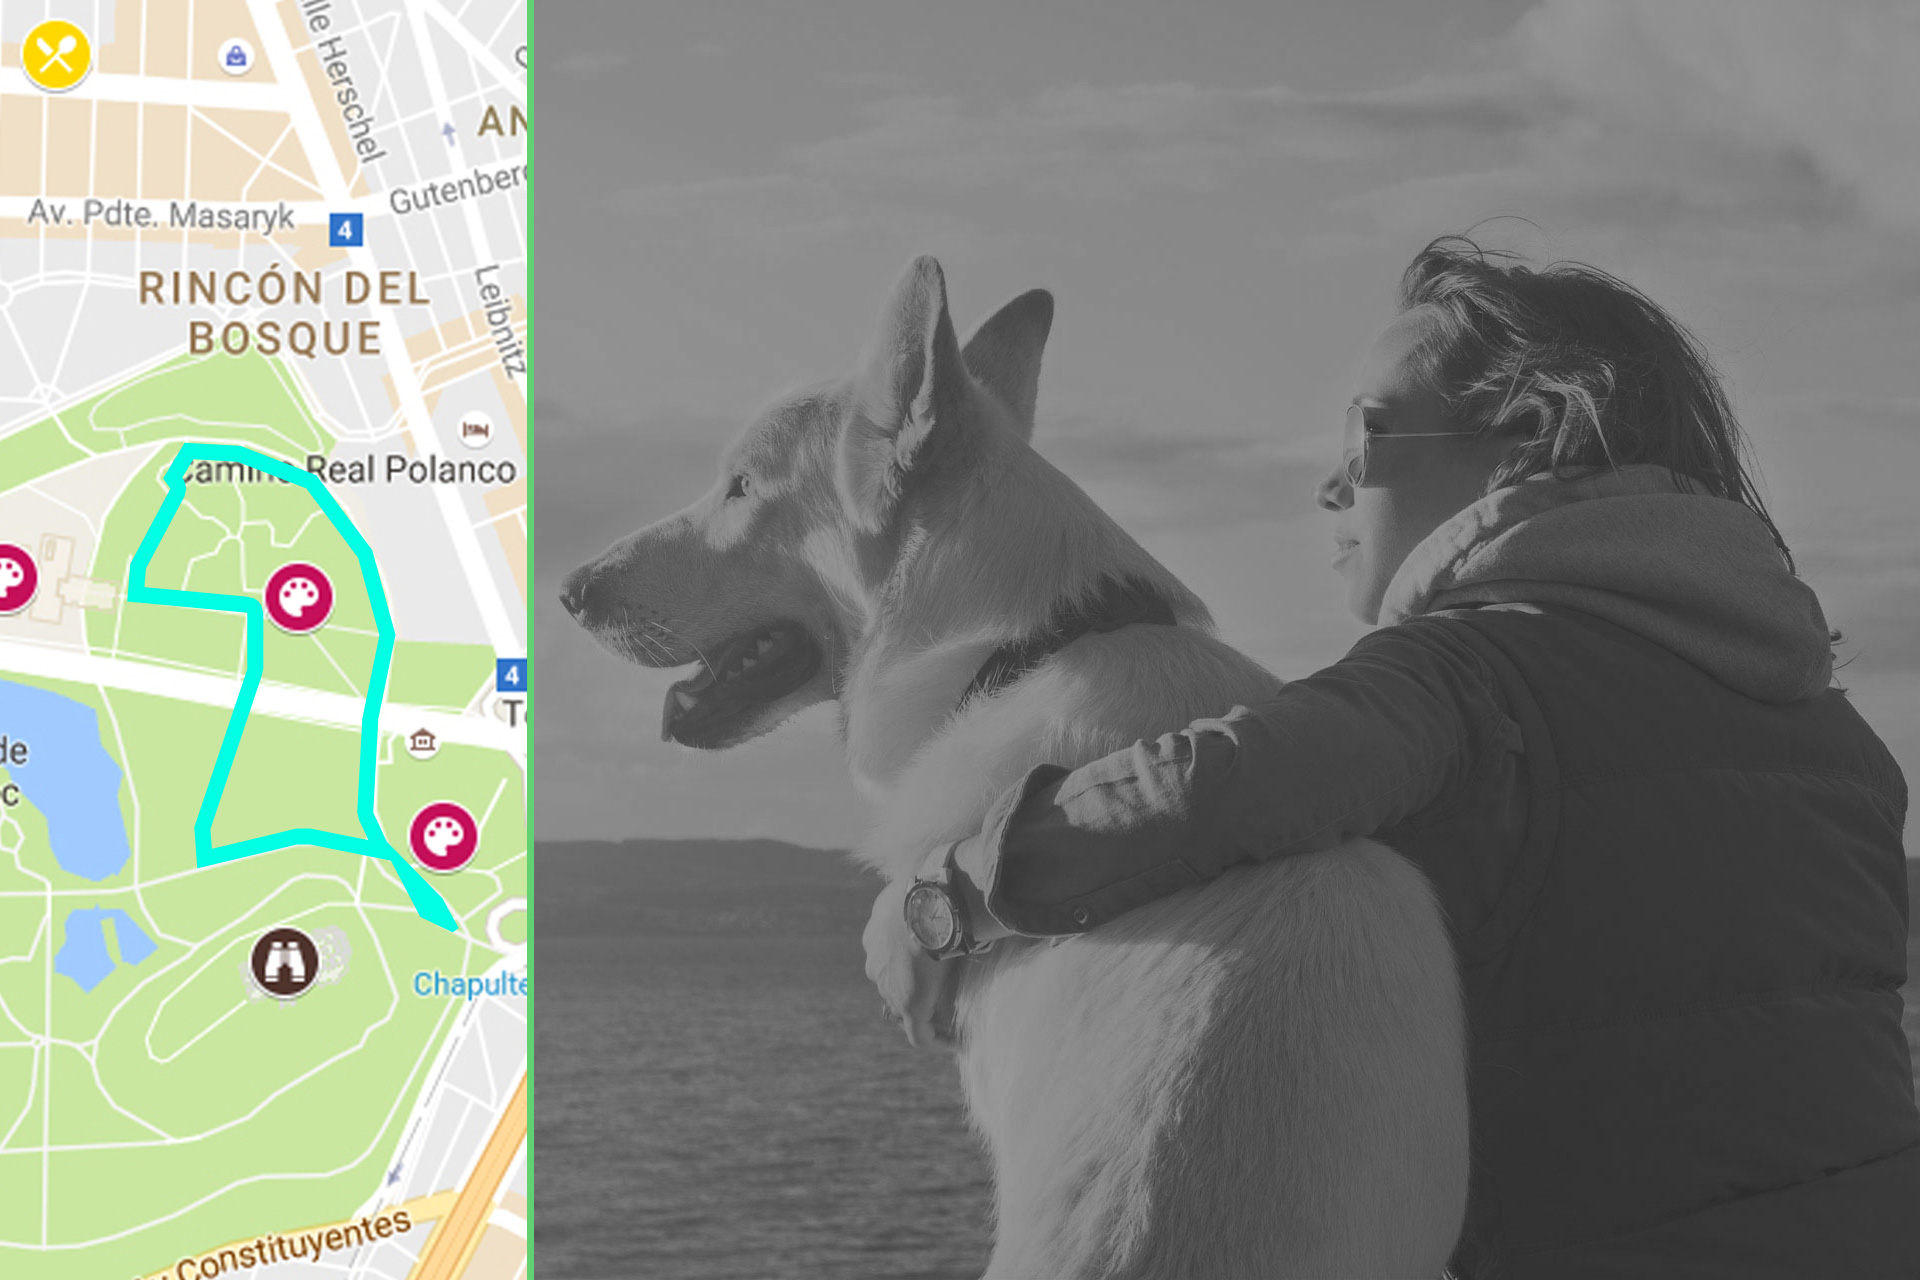 lle Herschel
AN
Gutenberg
Av. Pdte. Masaryk
4
RINCÓN DEL
BOSQUE
Leibnitz
Camino Real Polanco
4
T
de
c
Chapulte
Constituyentes